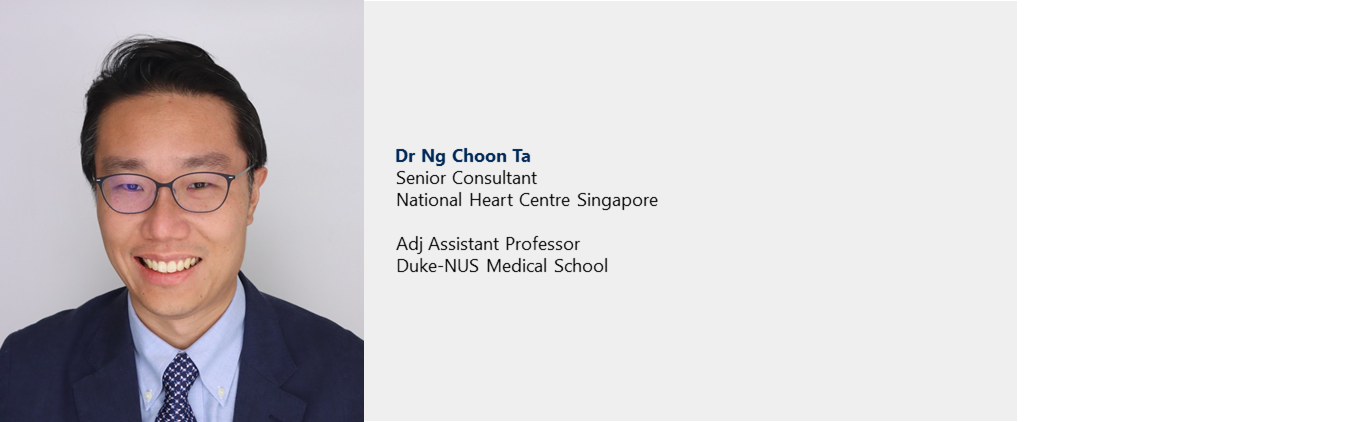 Dr Ng Choon Ta
Senior Consultant
National Heart Centre Singapore
Adj Assistant Professor
Duke-NUS Medical School